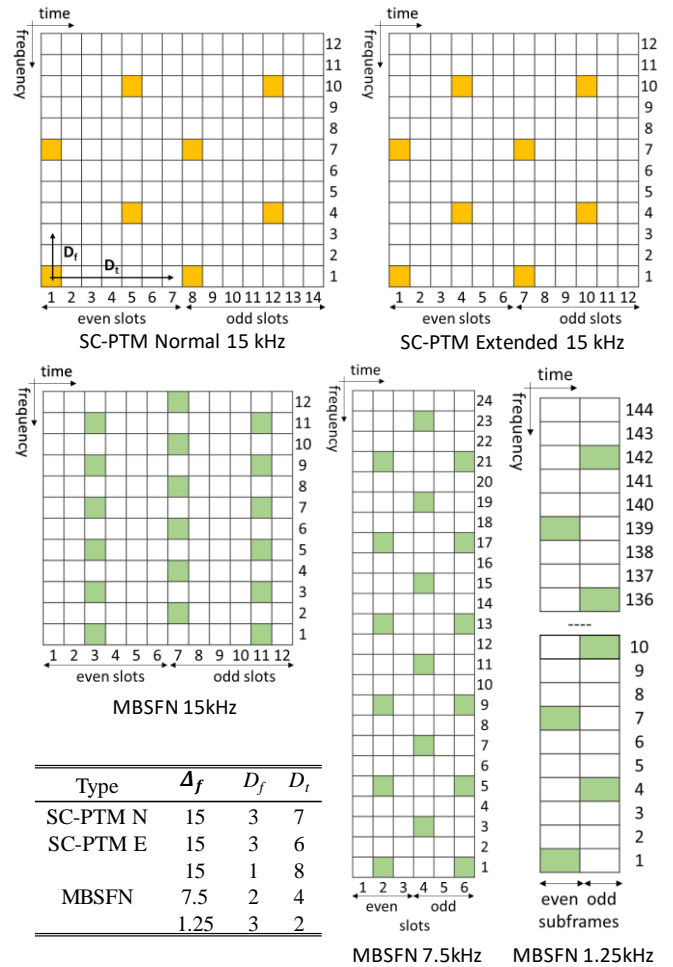 time
frequency
12
11
10
9
8
7
6
5
4
3
2
1
D_f
D_t
1 2 3 4 5 6 7 8 9 10 11 12 13 14
even slots odd slots
SC-PTM Normal 15 kHz
time
frequency
12
11
10
9
8
7
6
5
4
3
2
1
1 2 3 4 5 6 7 8 9 10 11 12
even slots odd slots
SC-PTM Extended 15 kHz
time
frequency
12
11
10
9
8
7
6
5
4
3
2
1
1 2 3 4 5 6 7 8 9 10 11 12
even slots odd slots
MBSFN 15kHz
time
frequency
24
23
22
21
20
19
18
17
16
15
14
13
12
11
10
9
8
7
6
5
4
3
2
1
1 2 3 4 5 6
even odd
slots
MBSFN 7.5kHz
time
frequency
144
143
142
141
140
139
138
137
136
----
10
9
8
7
6
5
4
3
2
1
even odd
subframes
MBSFN 1.25kHz
Type Δ_f D_f D_t
SC-PTM N 15 3 7
SC-PTM E 15 3 6
15 1 8
MBSFN 7.5 2 4
1.25 3 2